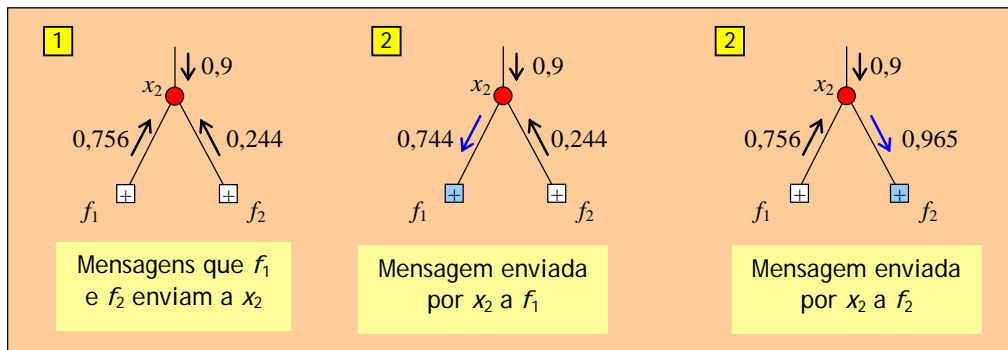 1
0,9
x2
0,756
0,244
+
+
f1
f2
Mensagens que f1
e f2 enviam a x2
2
0,9
x2
0,744
0,244
+
+
f1
f2
Mensagem enviada
por x2 a f1
2
0,9
x2
0,756
0,965
+
+
f1
f2
Mensagem enviada
por x2 a f2